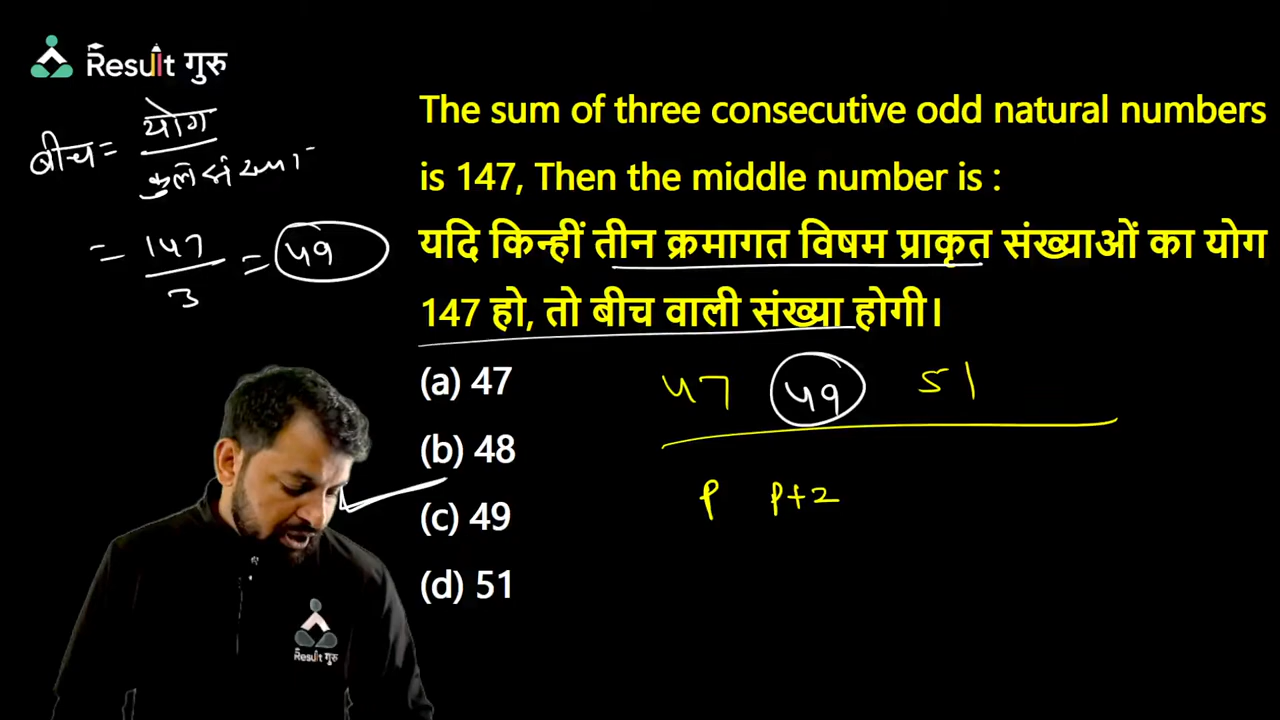 Result गुरु
बीच = योग
कुल संख्या
= 147
3
= 49
The sum of three consecutive odd natural numbers
is 147, Then the middle number is :
यदि किन्हीं तीन क्रमागत विषम प्राकृत संख्याओं का योग
147 हो, तो बीच वाली संख्या होगी।
(a) 47
47 49 51
(b) 48
P P+2
(c) 49
(d) 51
Result गुरु